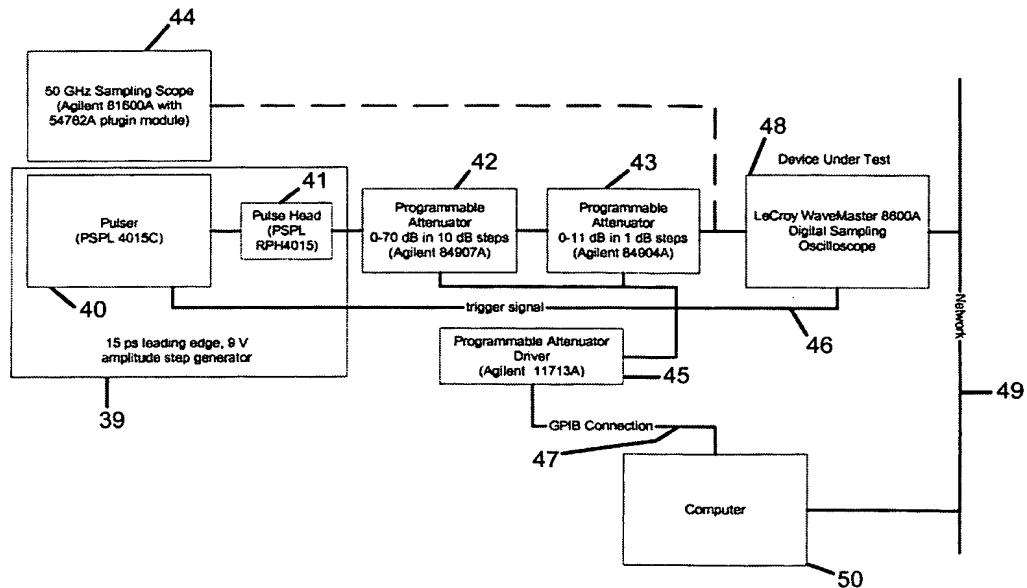 44
50 GHz Sampling Scope
(Agilent 81600A with
54762A plugin module)
48
Device Under Test
41
42
43
Pulser
(PSPL 4015C)
Pulse Head
(PSPL
RPH4015)
Programmable
Attenuator
0-70 dB in 10 dB steps
(Agilent 84907A)
Programmable
Attenuator
0-11 dB in 1 dB steps
(Agilent 84904A)
LeCroy WaveMaster 8600A
Digital Sampling
Oscilloscope
40
trigger signal
46
Network
15 ps leading edge, 9 V
amplitude step generator
Programmable Attenuator
Driver
(Agilent 11713A)
45
39
49
GPIB Connection
47
Computer
50